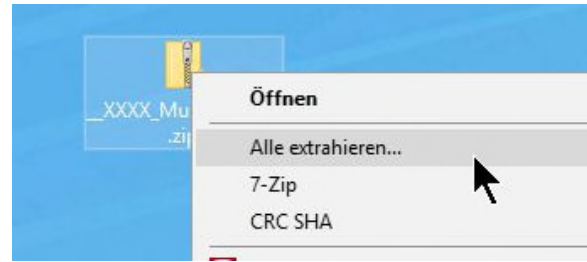 __XXXX_Mu
.zip
Öffnen
Alle extrahieren...
7-Zip
CRC SHA